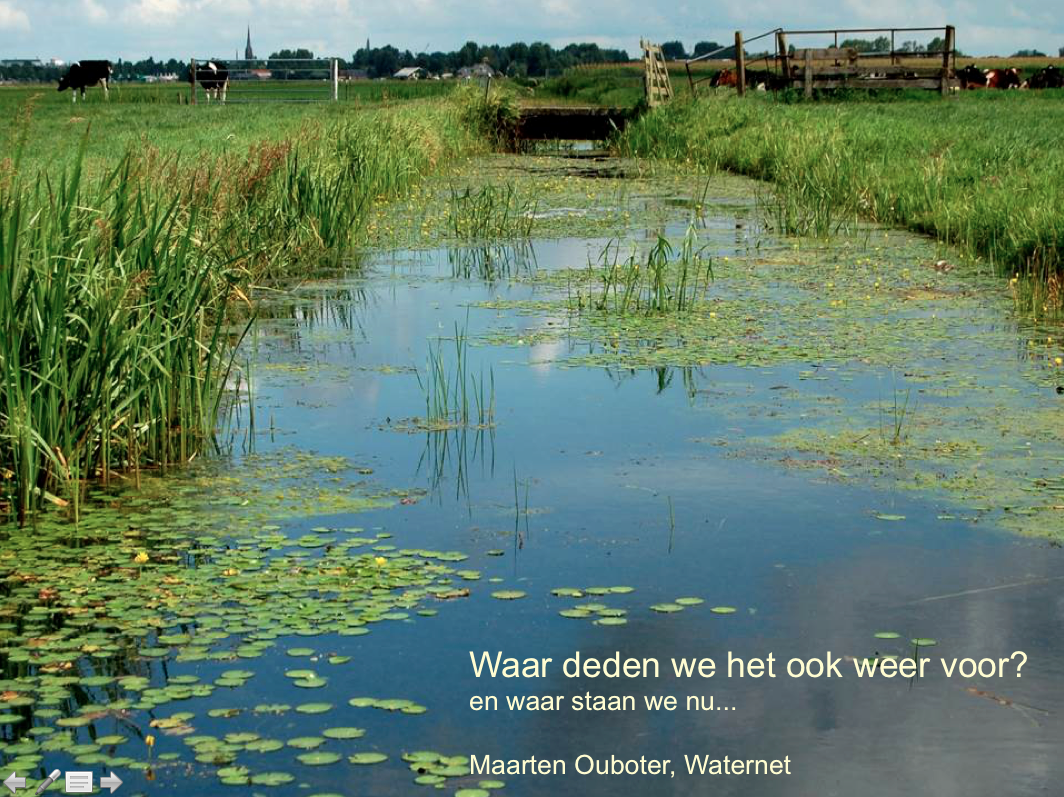 Waar deden we het ook weer voor?
en waar staan we nu...
Maarten Ouboter, Waternet